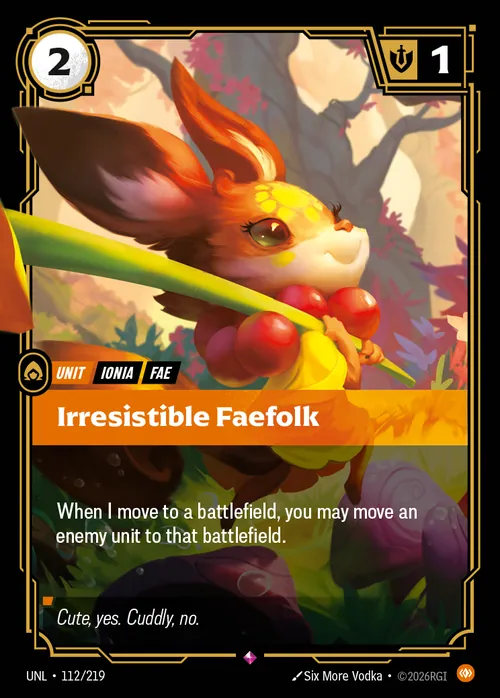 2
1
UNIT IONIA FAE
Irresistible Faefolk
When I move to a battlefield, you may move an
enemy unit to that battlefield.
Cute, yes. Cuddly, no.
UNL • 112/219
Six More Vodka • ©2026RGI